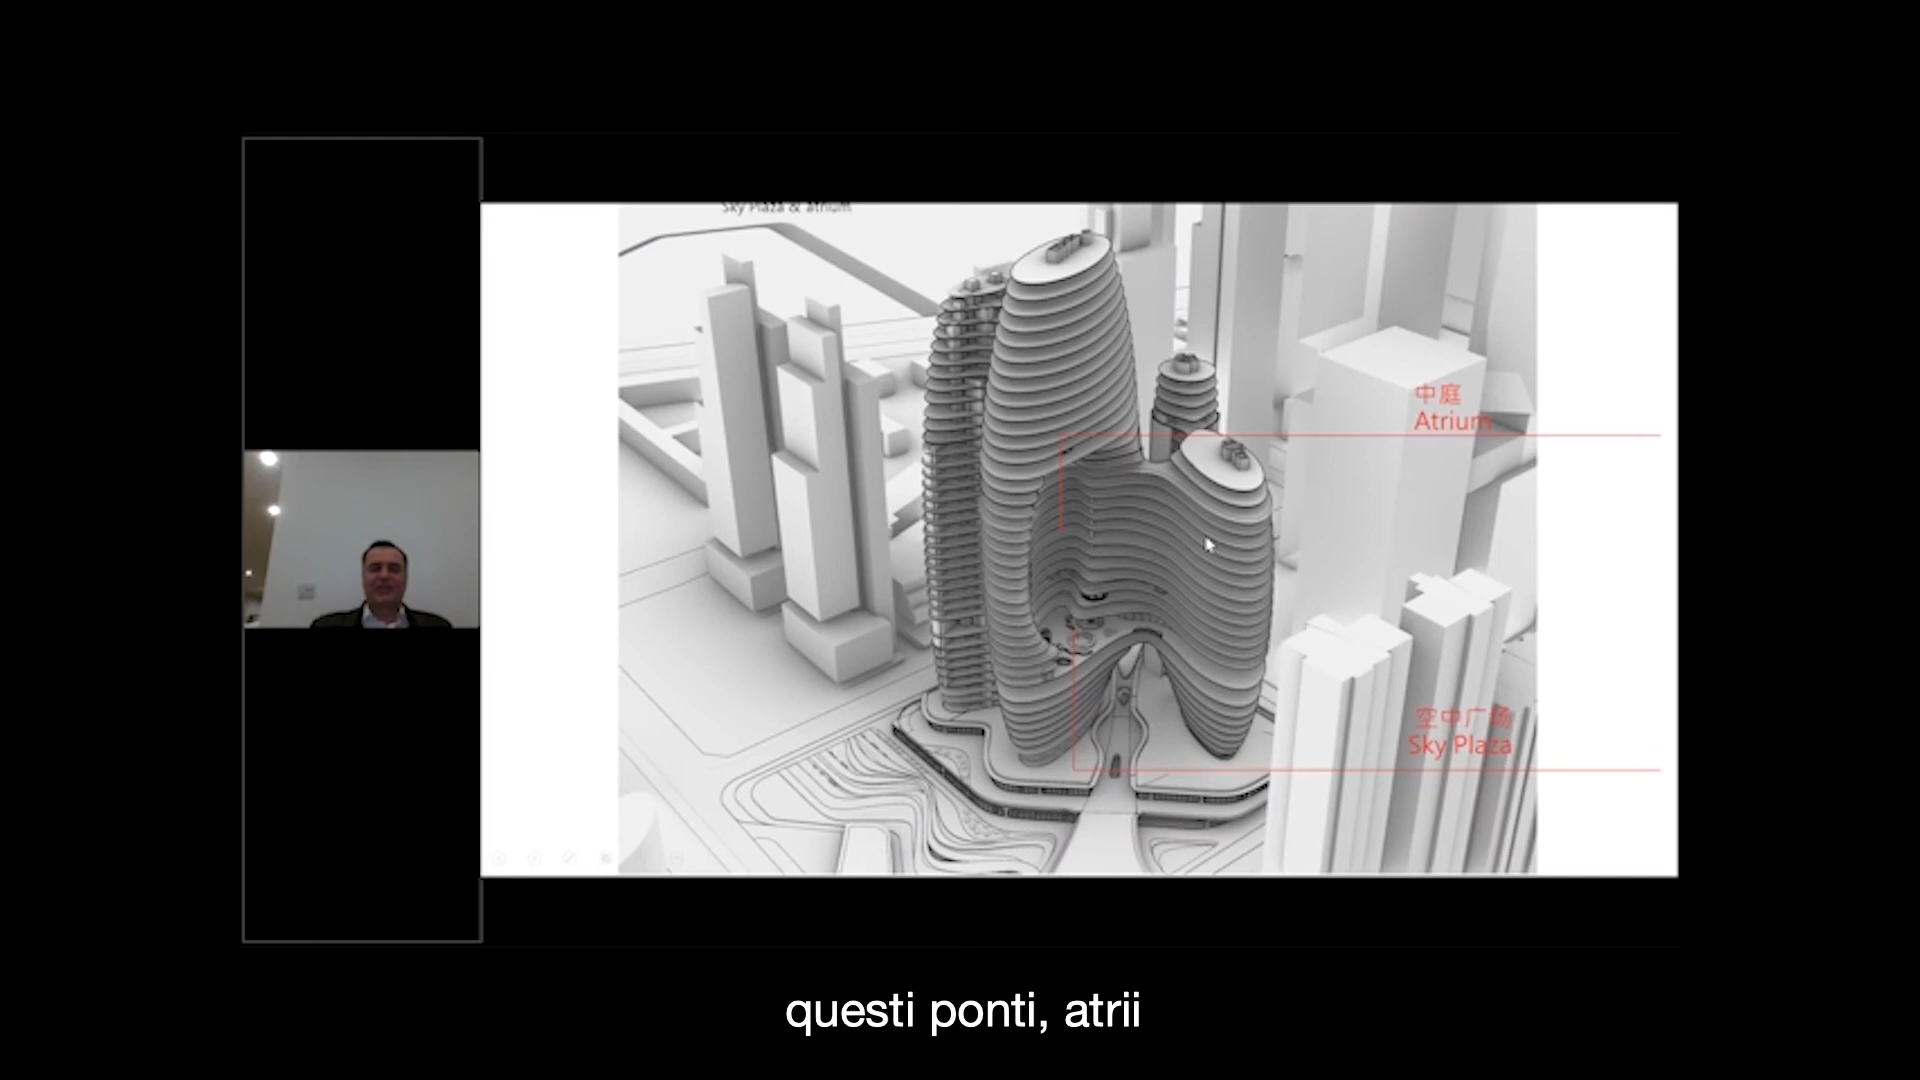 Sky Plaza & atrium
中庭
Atrium
空中广场
Sky Plaza
questi ponti, atrii